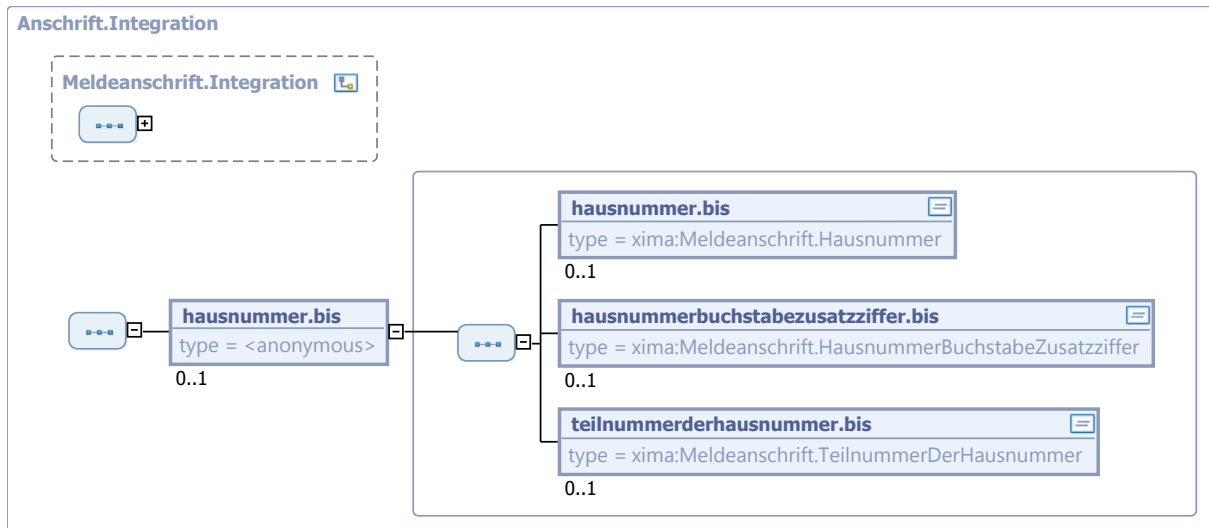 Anschrift.Integration
Meldeanschrift.Integration
hausnummer.bis
type = <anonymous>
0..1
hausnummer.bis
type = xima:Meldeanschrift.Hausnummer
0..1
hausnummerbuchstabezusatzziffer.bis
type = xima:Meldeanschrift.HausnummerBuchstabeZusatzziffer
0..1
teilnummerderhausnummer.bis
type = xima:Meldeanschrift.TeilnummerDerHausnummer
0..1